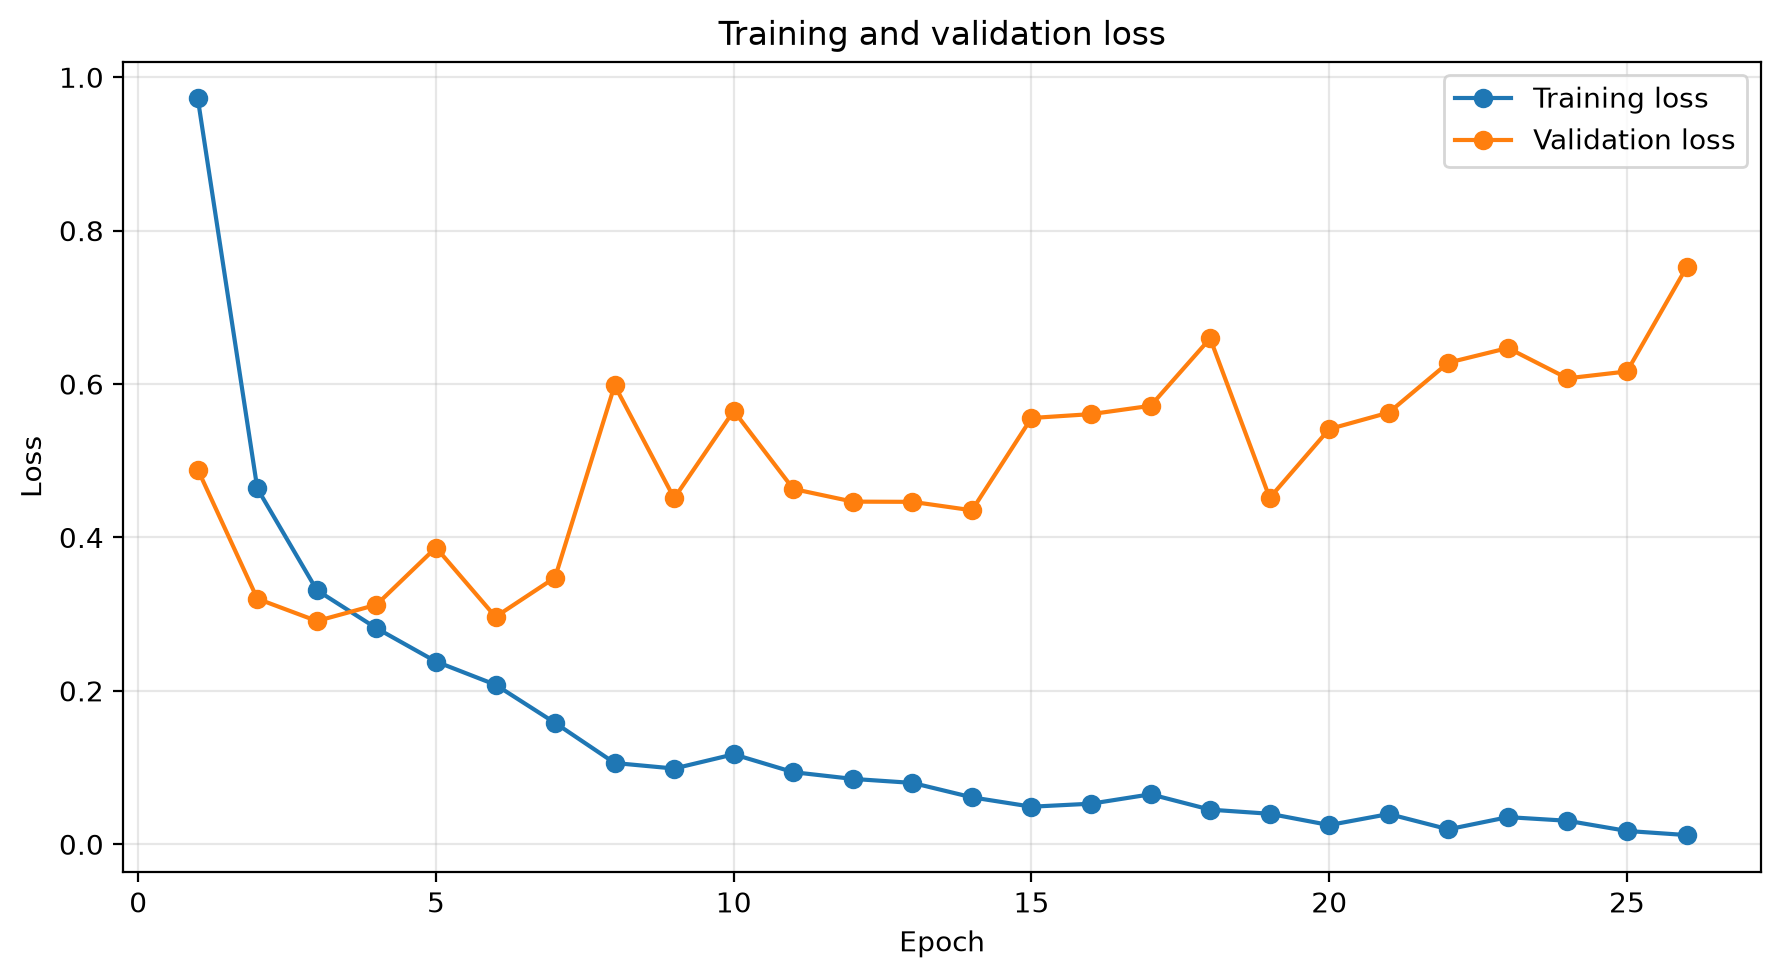 Training and validation loss
Training loss
Validation loss
1.0
0.8
0.6
0.4
0.2
0.0
Loss
0 5 10 15 20 25
Epoch